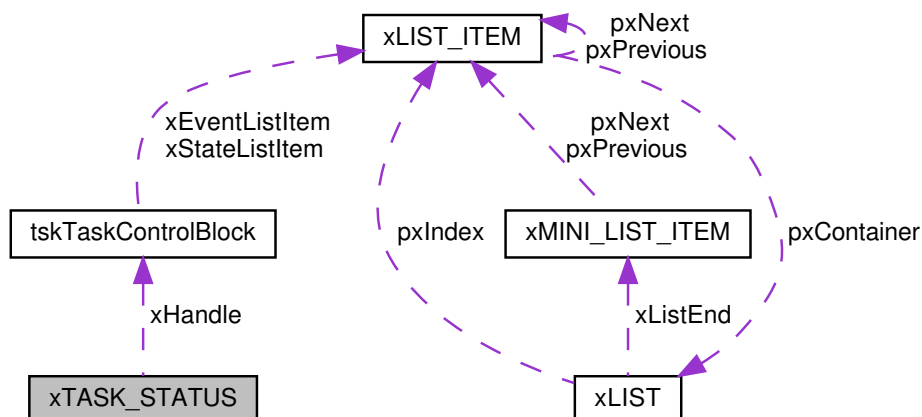 xLIST_ITEM
pxNext
pxPrevious
xEventListItem
xStateListItem
pxNext
pxPrevious
tskTaskControlBlock
pxIndex
xMINI_LIST_ITEM
pxContainer
xHandle
xListEnd
xTASK_STATUS
xLIST